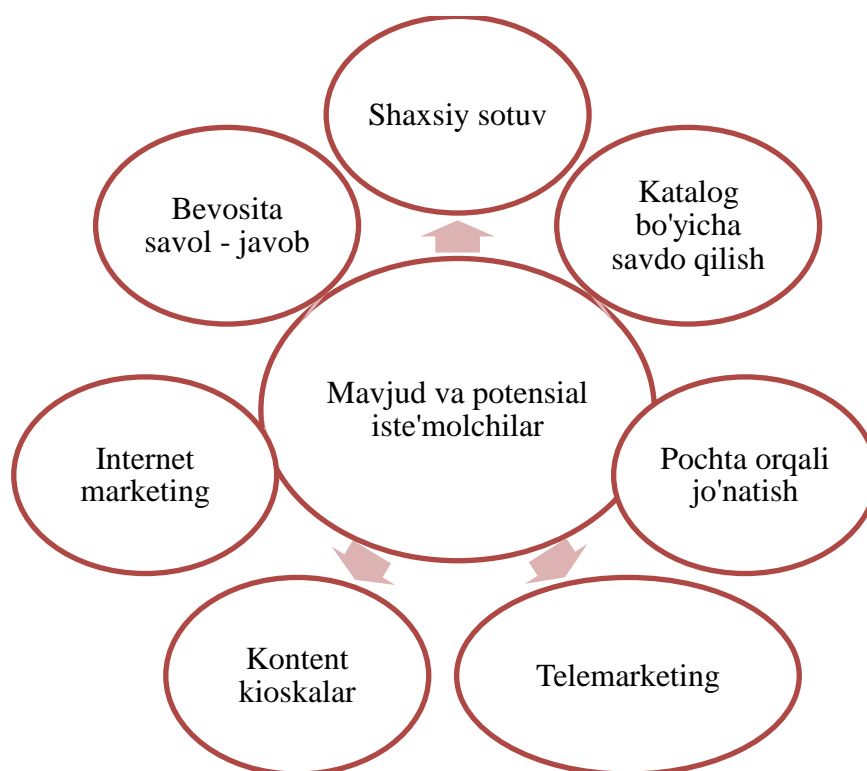 Shaxsiy sotuv
Bevosita
savol - javob
Katalog
bo'yicha
savdo qilish
Mavjud va potensial
iste'molchilar
Internet
marketing
Pochta orqali
jo'natish
Kontent
kioskalar
Telemarketing